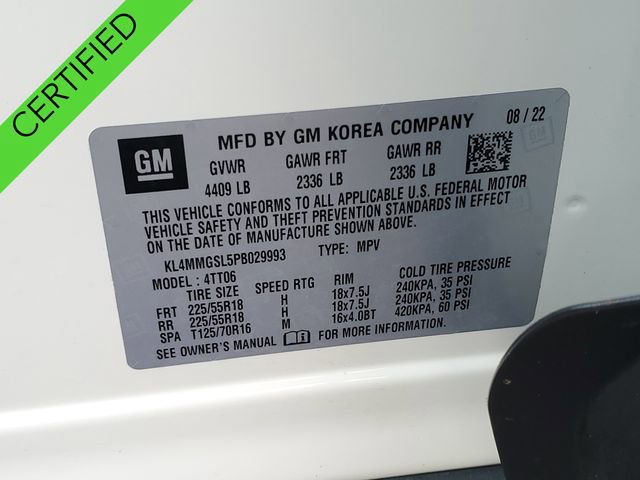 CERTIFIED
GM
MFD BY GM KOREA COMPANY 08 / 22
GVWR GAWR FRT GAWR RR
4409 LB 2336 LB 2336 LB
THIS VEHICLE CONFORMS TO ALL APPLICABLE U.S. FEDERAL MOTOR
VEHICLE SAFETY AND THEFT PREVENTION STANDARDS IN EFFECT
ON THE DATE OF MANUFACTURE SHOWN ABOVE.
KL4MMGSL5PB029993 TYPE: MPV
MODEL : 4TT06
TIRE SIZE SPEED RTG RIM COLD TIRE PRESSURE
FRT 225/55R18 H 18x7.5J 240KPA, 35 PSI
RR 225/55R18 H 18x7.5J 240KPA, 35 PSI
SPA T125/70R16 M 16x4.0BT 420KPA, 60 PSI
SEE OWNER'S MANUAL FOR MORE INFORMATION.